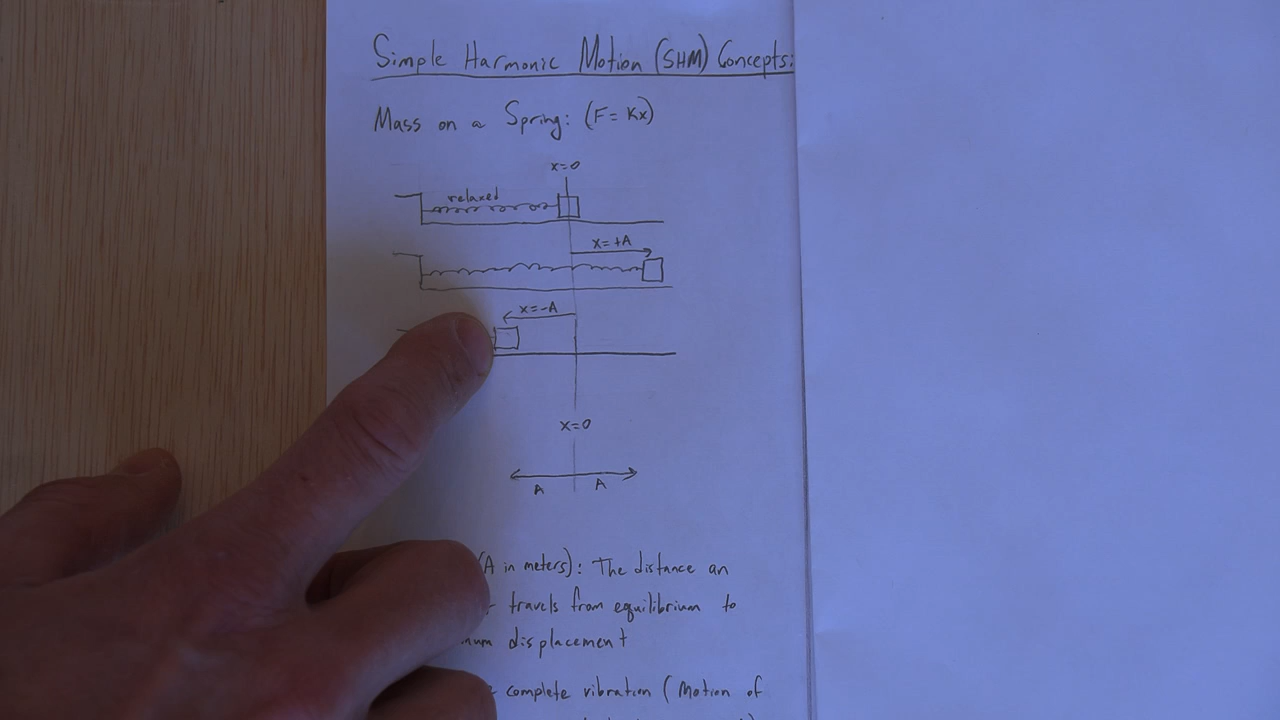 Simple Harmonic Motion (SHM) Concepts:
Mass on a Spring: (F= Kx)
x=0
relaxed
x=+A
x=-A
x=0
A A
(A in meters): The distance an
travels from equilibrium to
displacement
complete vibration (Motion of